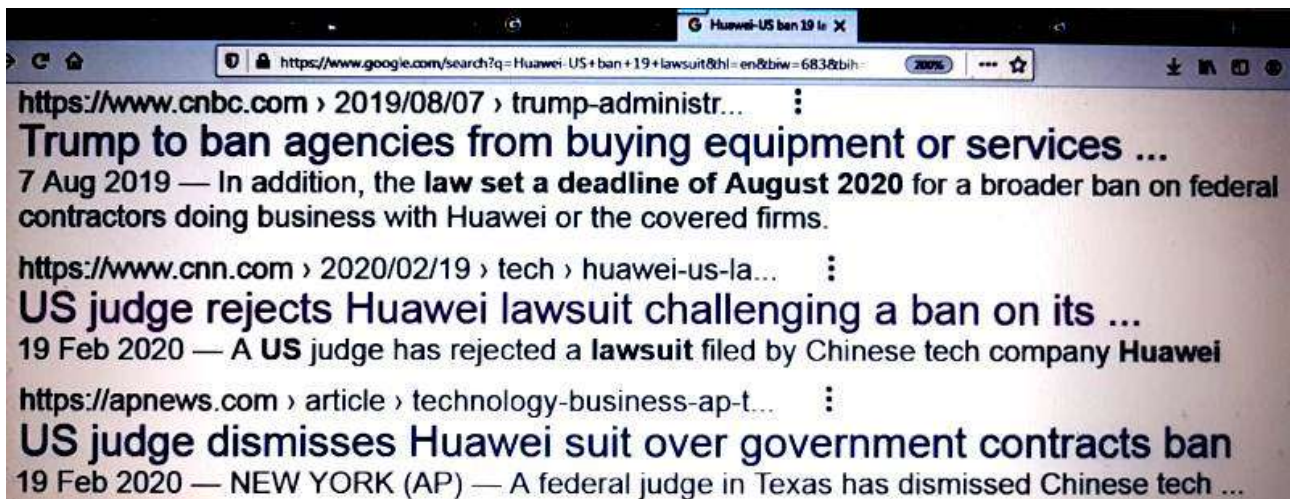 Huawei-US ban 19 la
https://www.google.com/search?q=Huawei-US+ban+19+lawsuit&hl=en&biw=683&bih=
200%
https://www.cnbc.com › 2019/08/07 › trump-administr...
Trump to ban agencies from buying equipment or services ...
7 Aug 2019 — In addition, the law set a deadline of August 2020 for a broader ban on federal
contractors doing business with Huawei or the covered firms.
https://www.cnn.com › 2020/02/19 › tech › huawei-us-la...
US judge rejects Huawei lawsuit challenging a ban on its ...
19 Feb 2020 — A US judge has rejected a lawsuit filed by Chinese tech company Huawei
https://apnews.com › article › technology-business-ap-t...
US judge dismisses Huawei suit over government contracts ban
19 Feb 2020 — NEW YORK (AP) — A federal judge in Texas has dismissed Chinese tech ...